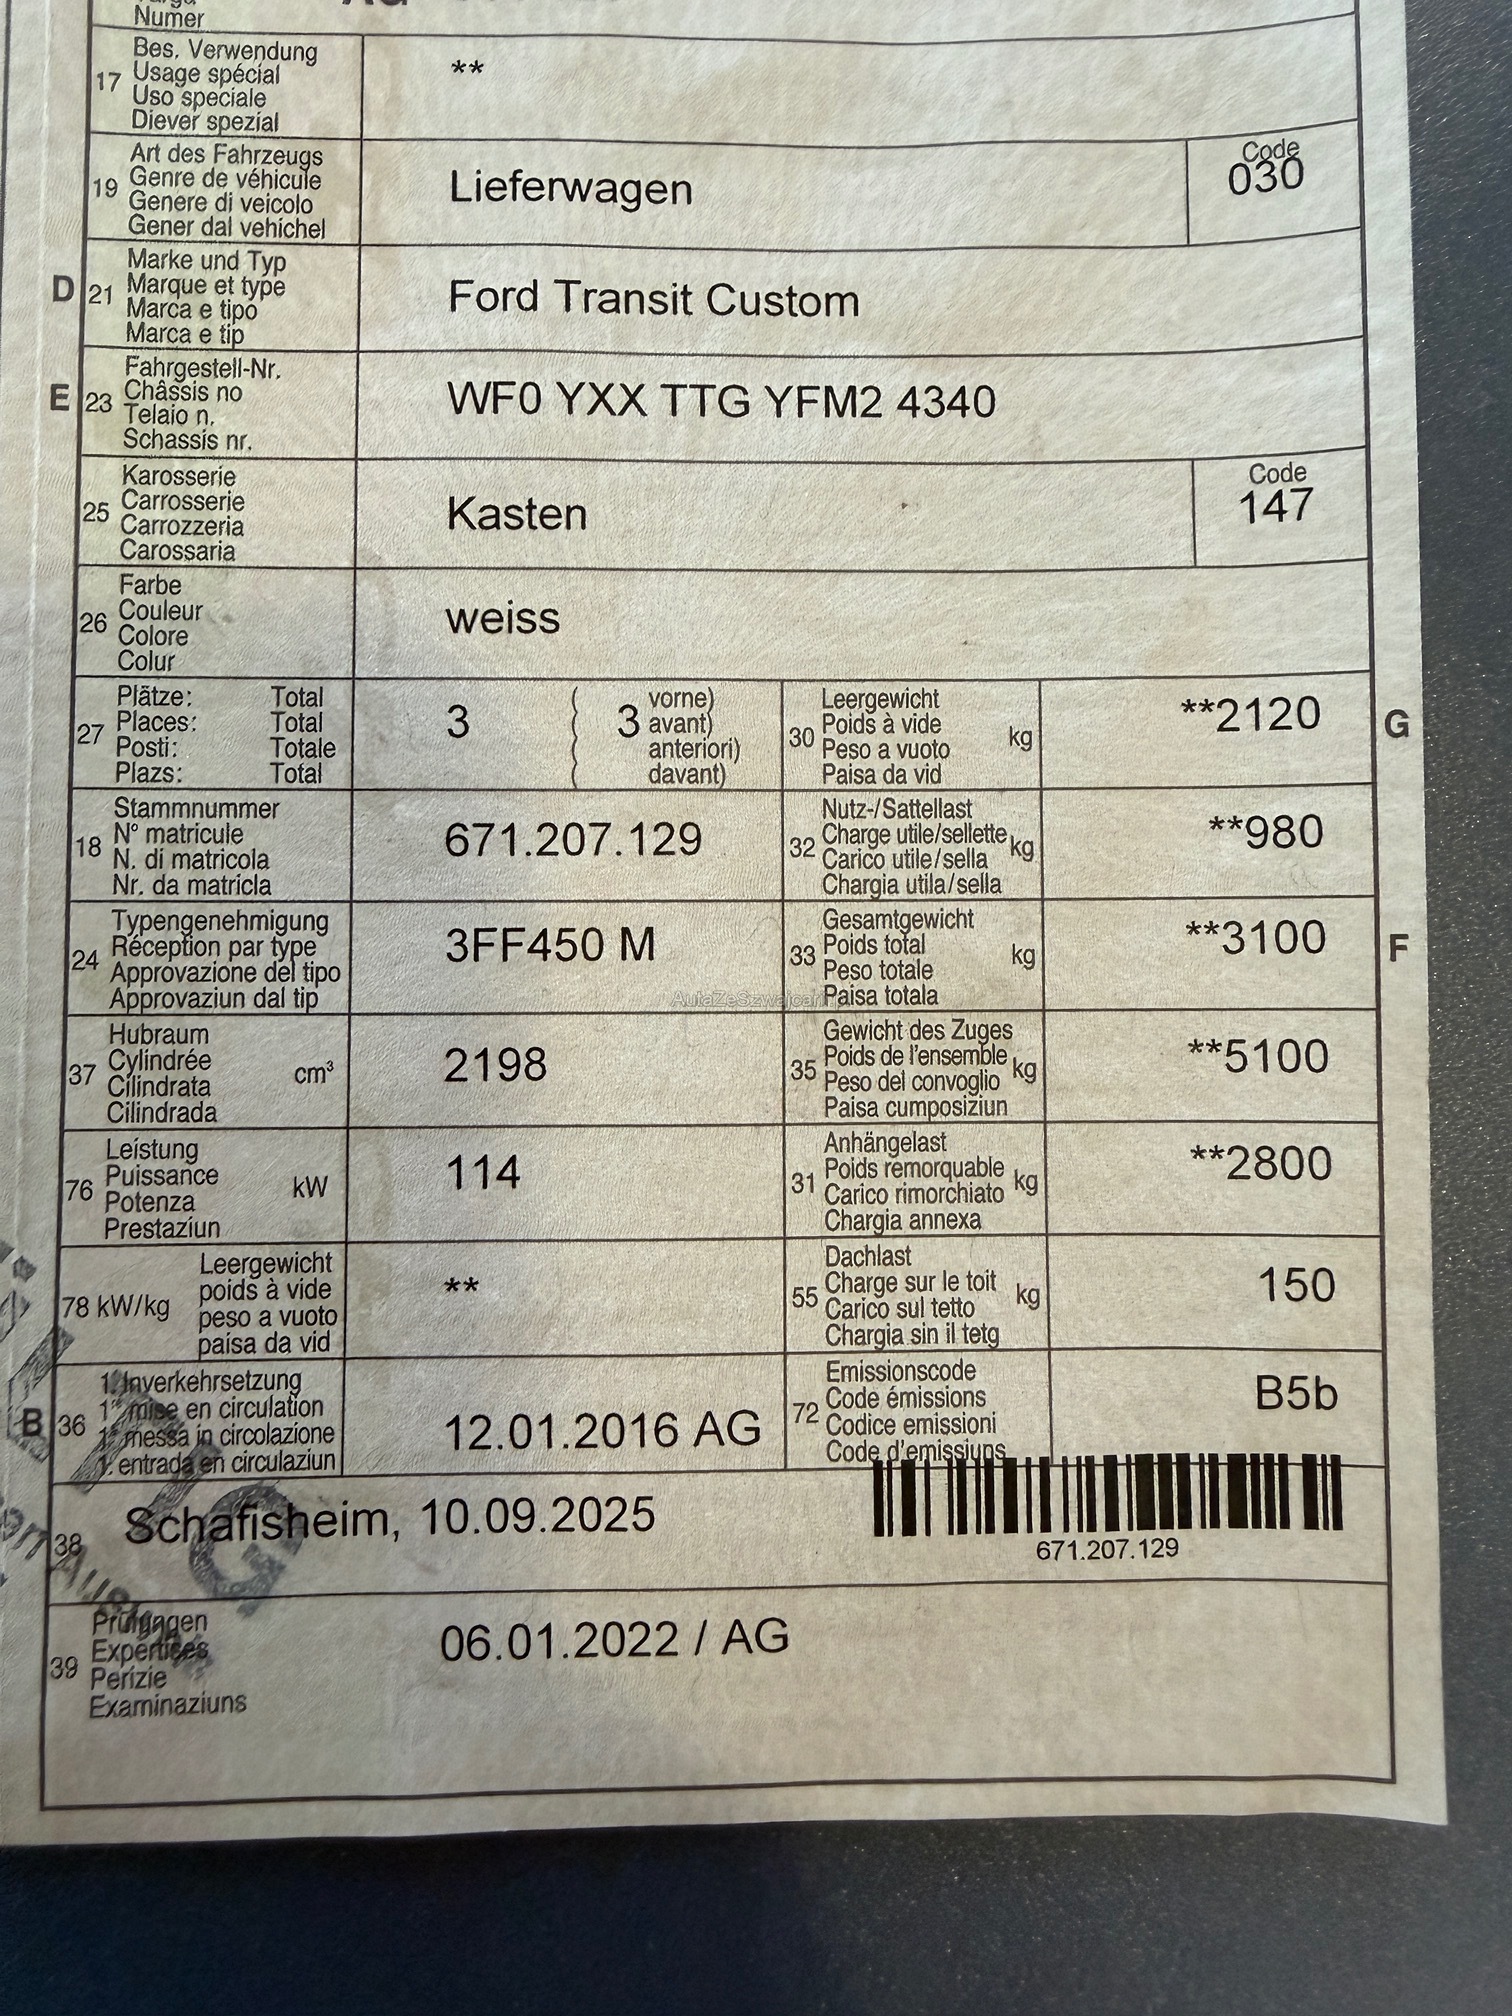 Numer
17 Bes. Verwendung
Usage spécial
Uso speciale
Diever spezial
**
19 Art des Fahrzeugs
Genre de véhicule
Genere di veicolo
Gener dal vehichel
Lieferwagen
Code
030
D 21 Marke und Typ
Marque et type
Marca e tipo
Marca e tip
Ford Transit Custom
E 23 Fahrgestell-Nr.
Châssis no
Telaio n.
Schassis nr.
WF0 YXX TTG YFM2 4340
25 Karosserie
Carrosserie
Carrozzeria
Carossaria
Kasten
Code
147
26 Farbe
Couleur
Colore
Colur
weiss
27 Plätze: Total
Places: Total
Posti: Totale
Plazs: Total
3 ( 3 vorne)
avant)
anteriori)
davant)
30 Leergewicht
Poids à vide
Peso a vuoto
Paisa da vid
kg
**2120 G
18 Stammnummer
N° matricule
N. di matricola
Nr. da matricla
671.207.129
32 Nutz-/Sattellast
Charge utile/sellette
Carico utile/sella
Chargia utila/sella
kg
**980
24 Typengenehmigung
Réception par type
Approvazione del tipo
Approvaziun dal tip
3FF450 M
33 Gesamtgewicht
Poids total
Peso totale
Paisa totala
kg
**3100 F
37 Hubraum
Cylindrée
Cilindrata
Cilindrada
cm³
2198
35 Gewicht des Zuges
Poids de l'ensemble
Peso del convoglio
Paisa cumposiziun
kg
**5100
76 Leistung
Puissance
Potenza
Prestaziun
kW
114
31 Anhängelast
Poids remorquable
Carico rimorchiato
Chargia annexa
kg
**2800
78 kW/kg Leergewicht
poids à vide
peso a vuoto
paisa da vid
**
55 Dachlast
Charge sur le toit
Carico sul tetto
Chargia sin il tetg
kg
150
B 36 1. Inverkehrsetzung
1re mise en circulation
1a messa in circolazione
1. entrada en circulaziun
12.01.2016 AG
72 Emissionscode
Code émissions
Codice emissioni
Code d'emissiuns
B5b
38 Schafisheim, 10.09.2025
671.207.129
39 Prüfungen
Expertises
Perizie
Examinaziuns
06.01.2022 / AG